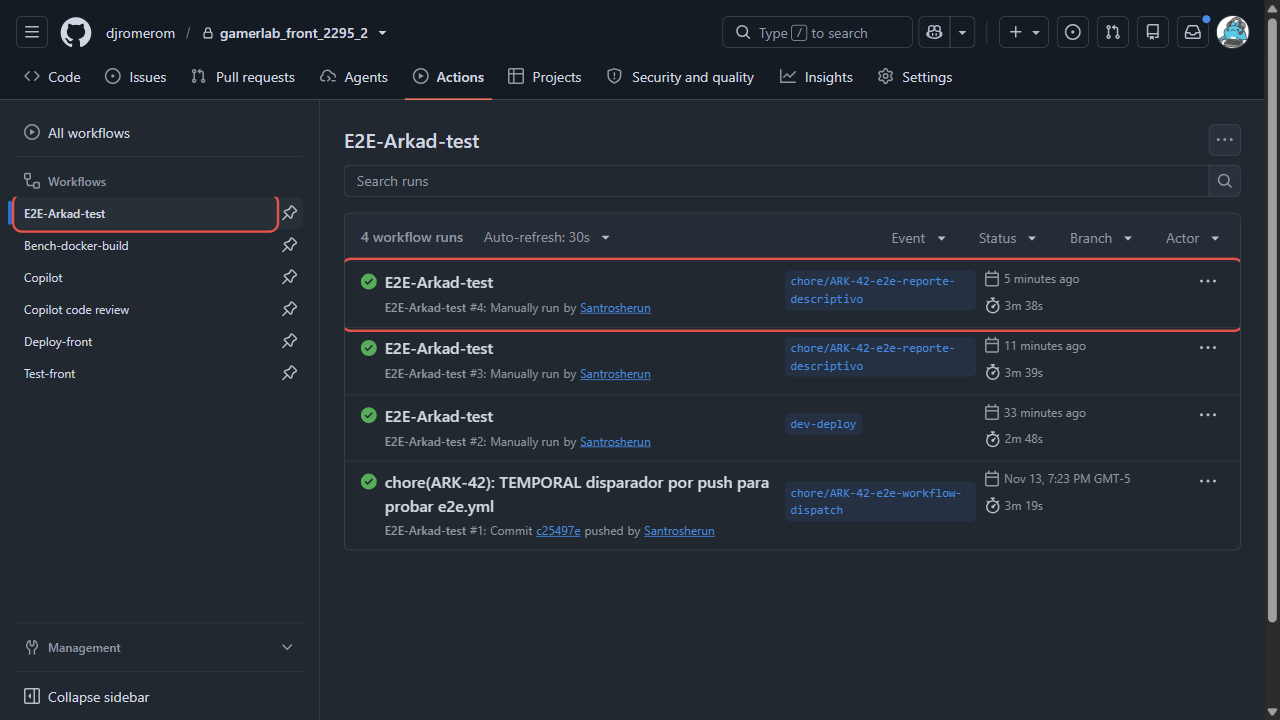 djromerom / gamerlab_front_2295_2
Type / to search
Code Issues Pull requests Agents Actions Projects Security and quality Insights Settings
All workflows
Workflows
E2E-Arkad-test
Bench-docker-build
Copilot
Copilot code review
Deploy-front
Test-front
Management
Collapse sidebar
E2E-Arkad-test
Search runs
4 workflow runs Auto-refresh: 30s Event Status Branch Actor
E2E-Arkad-test
E2E-Arkad-test #4: Manually run by Santrosherun
chore/ARK-42-e2e-reporte-
descriptivo
5 minutes ago
3m 38s
E2E-Arkad-test
E2E-Arkad-test #3: Manually run by Santrosherun
chore/ARK-42-e2e-reporte-
descriptivo
11 minutes ago
3m 39s
E2E-Arkad-test
E2E-Arkad-test #2: Manually run by Santrosherun
dev-deploy
33 minutes ago
2m 48s
chore(ARK-42): TEMPORAL disparador por push para
probar e2e.yml
E2E-Arkad-test #1: Commit c25497e pushed by Santrosherun
chore/ARK-42-e2e-workflow-
dispatch
Nov 13, 7:23 PM GMT-5
3m 19s